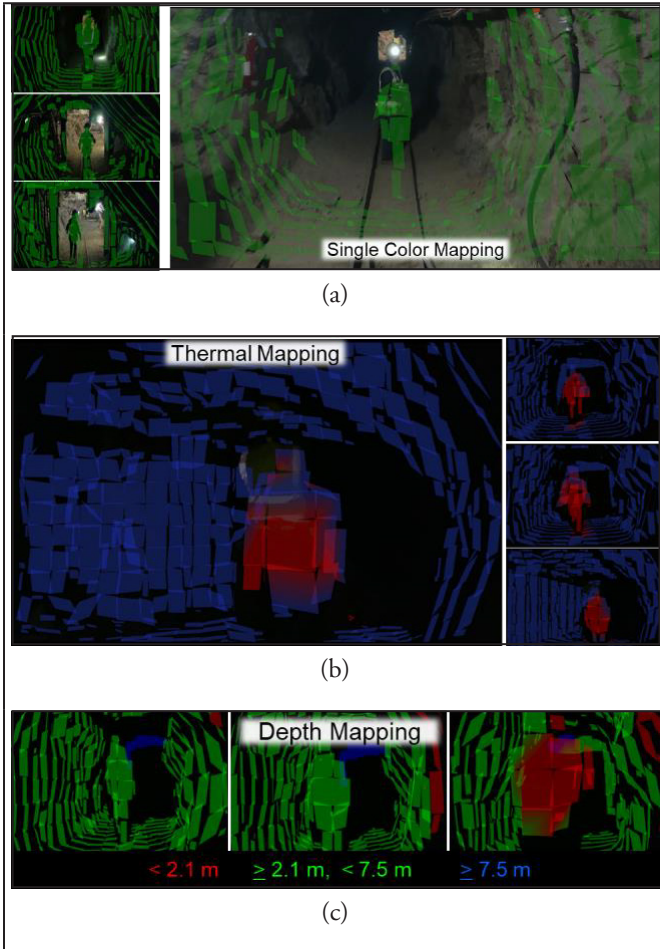 Single Color Mapping
(a)
Thermal Mapping
(b)
Depth Mapping
< 2.1 m ≥ 2.1 m, < 7.5 m ≥ 7.5 m
(c)